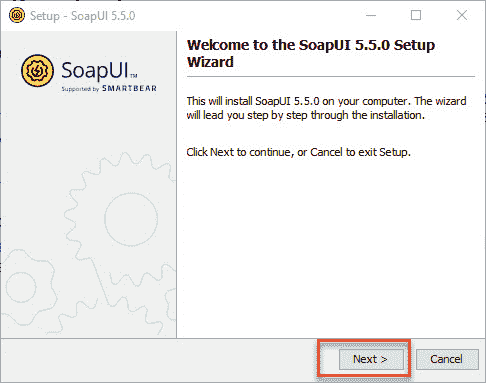 Setup - SoapUI 5.5.0
Welcome to the SoapUI 5.5.0 Setup
Wizard
SoapUI™
Supported by SMARTBEAR
This will install SoapUI 5.5.0 on your computer. The wizard
will lead you step by step through the installation.
Click Next to continue, or Cancel to exit Setup.
Next >
Cancel